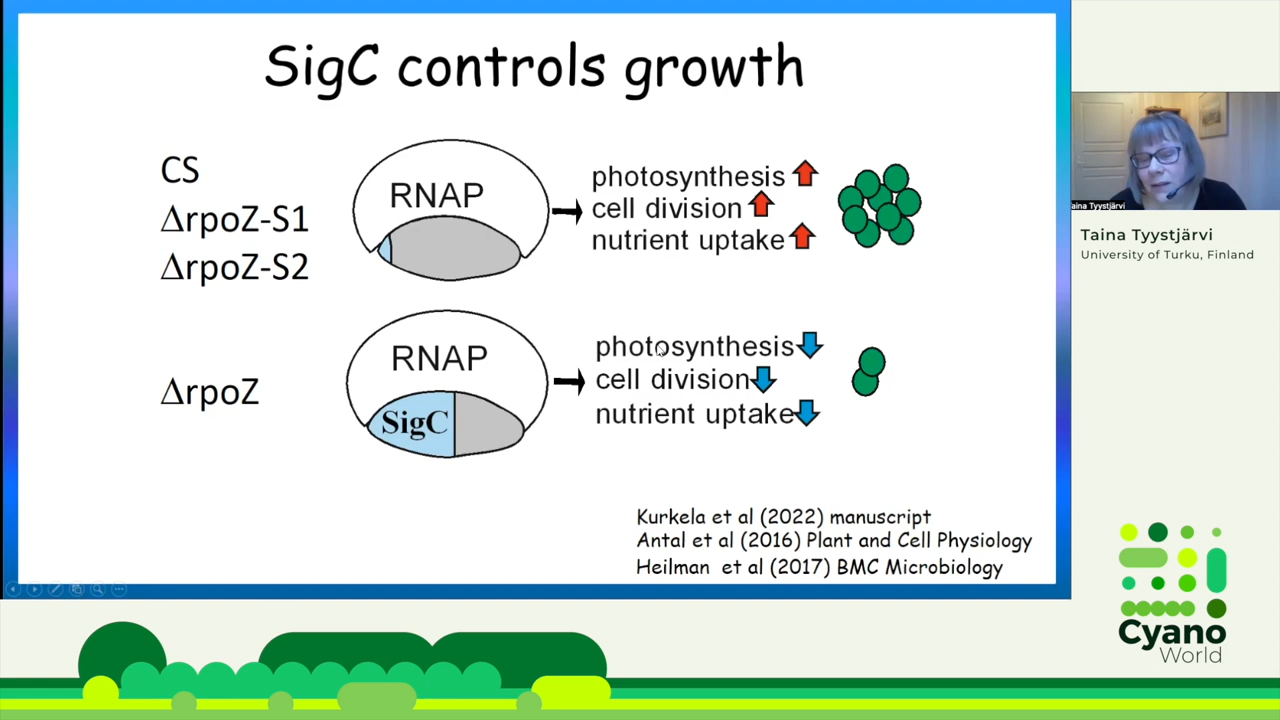 SigC controls growth
CS
ΔrpoZ-S1
ΔrpoZ-S2
RNAP
photosynthesis
cell division
nutrient uptake
ΔrpoZ
RNAP
SigC
photosynthesis
cell division
nutrient uptake
Kurkela et al (2022) manuscript
Antal et al (2016) Plant and Cell Physiology
Heilman et al (2017) BMC Microbiology
Taina Tyystjärvi
Taina Tyystjärvi
University of Turku, Finland
Cyano
World